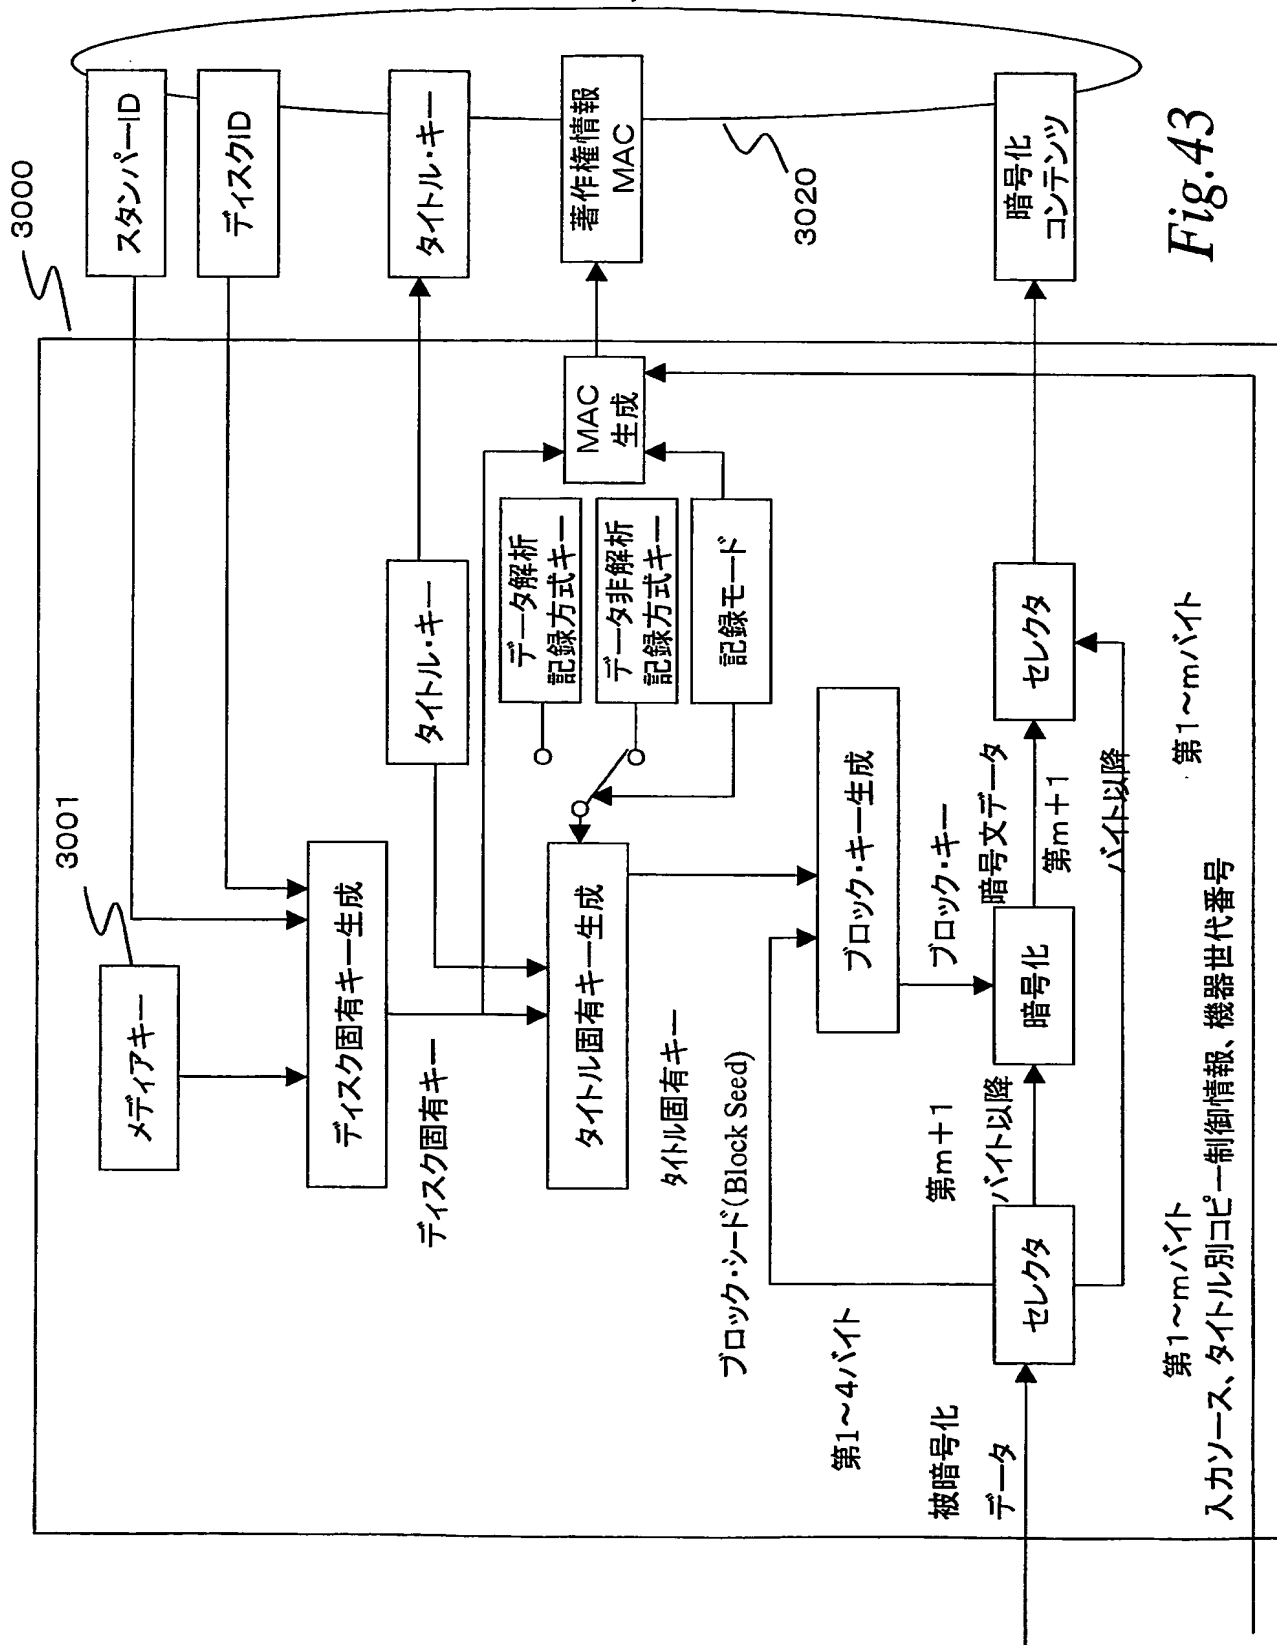 3000
スタンパーID
ディスクID
タイトル・キー
著作権情報
MAC
3020
暗号化
コンテンツ
Fig.43
3001
メディアキー
ディスク固有キー生成
ディスク固有キー
タイトル・キー
タイトル固有キー生成
タイトル固有キー
データ解析
記録方式キー
データ非解析
記録方式キー
記録モード
MAC
生成
ブロック・シード(Block Seed)
ブロック・キー生成
ブロック・キー
第1～4バイト
被暗号化
データ
セレクタ
第m+1
バイト以降
暗号化
暗号文データ
第m+1
バイト以降
セレクタ
第1～mバイト
第1～mバイト
入力ソース、タイトル別コピー制御情報、機器世代番号